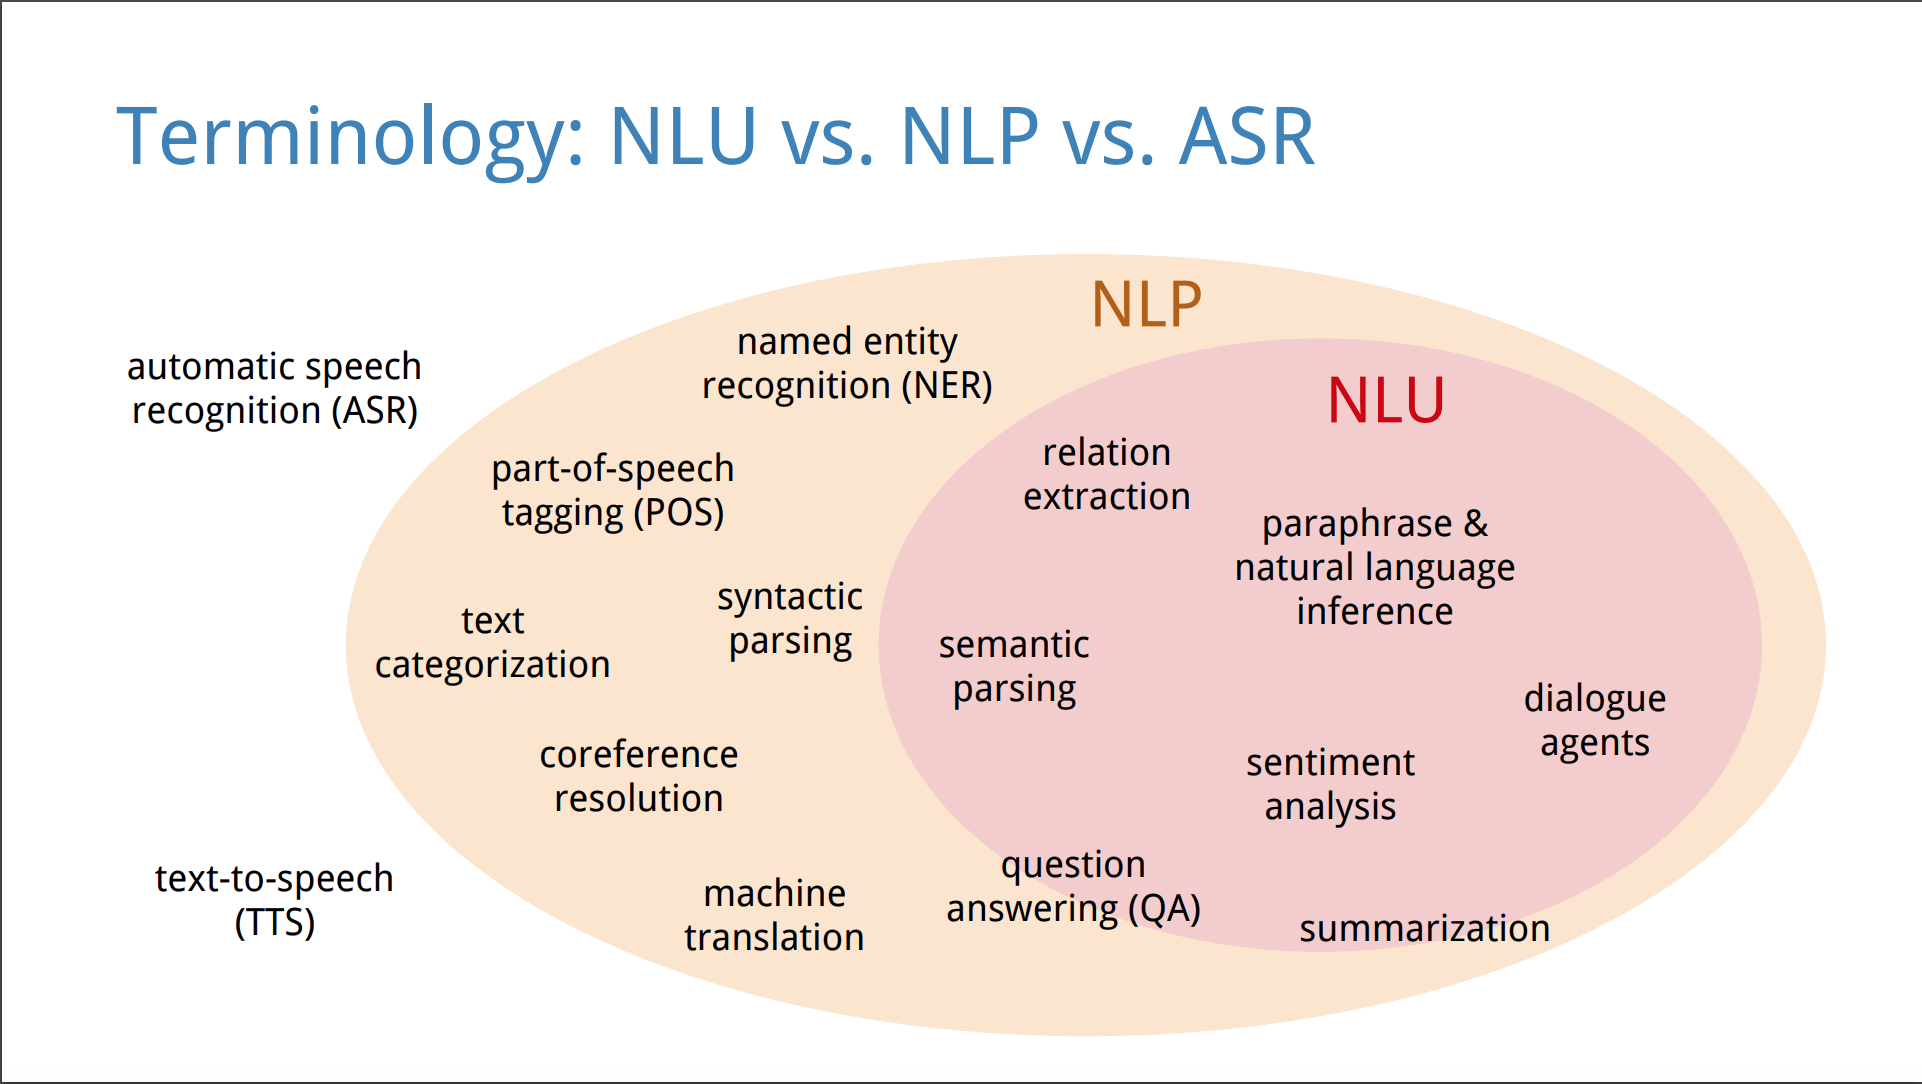 Terminology: NLU vs. NLP vs. ASR
NLP
NLU
automatic speech
recognition (ASR)
named entity
recognition (NER)
part-of-speech
tagging (POS)
relation
extraction
paraphrase &
natural language
inference
text
categorization
syntactic
parsing
semantic
parsing
dialogue
agents
coreference
resolution
sentiment
analysis
text-to-speech
(TTS)
machine
translation
question
answering (QA)
summarization